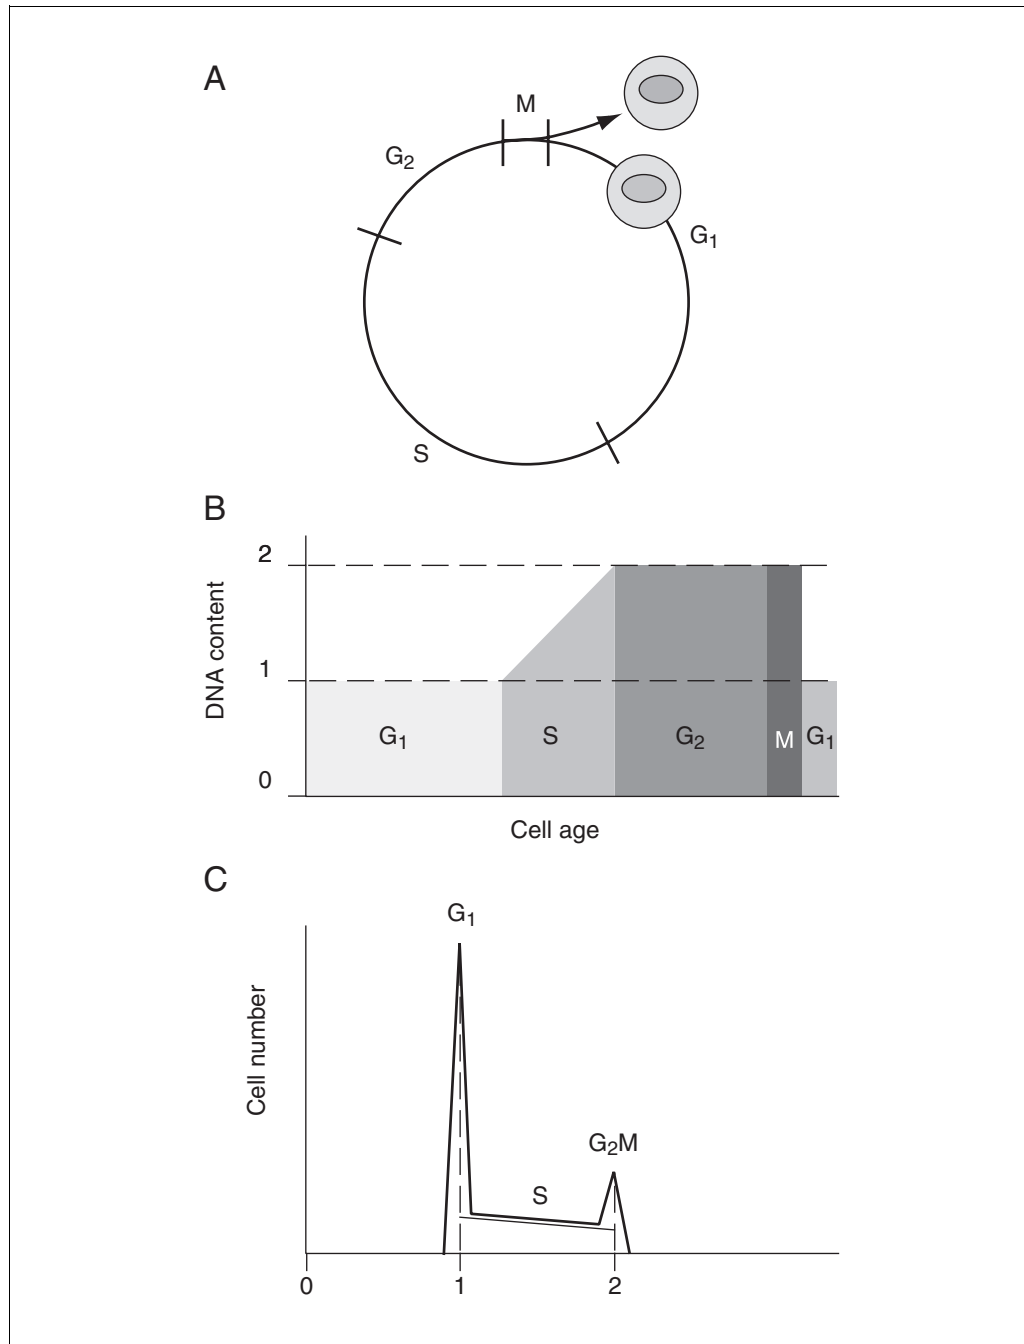 A
M
G₂
G₁
S
B
2
DNA content
1
G₁
S
G₂
M
G₁
0
Cell age
C
G₁
Cell number
G₂M
S
0
1
2